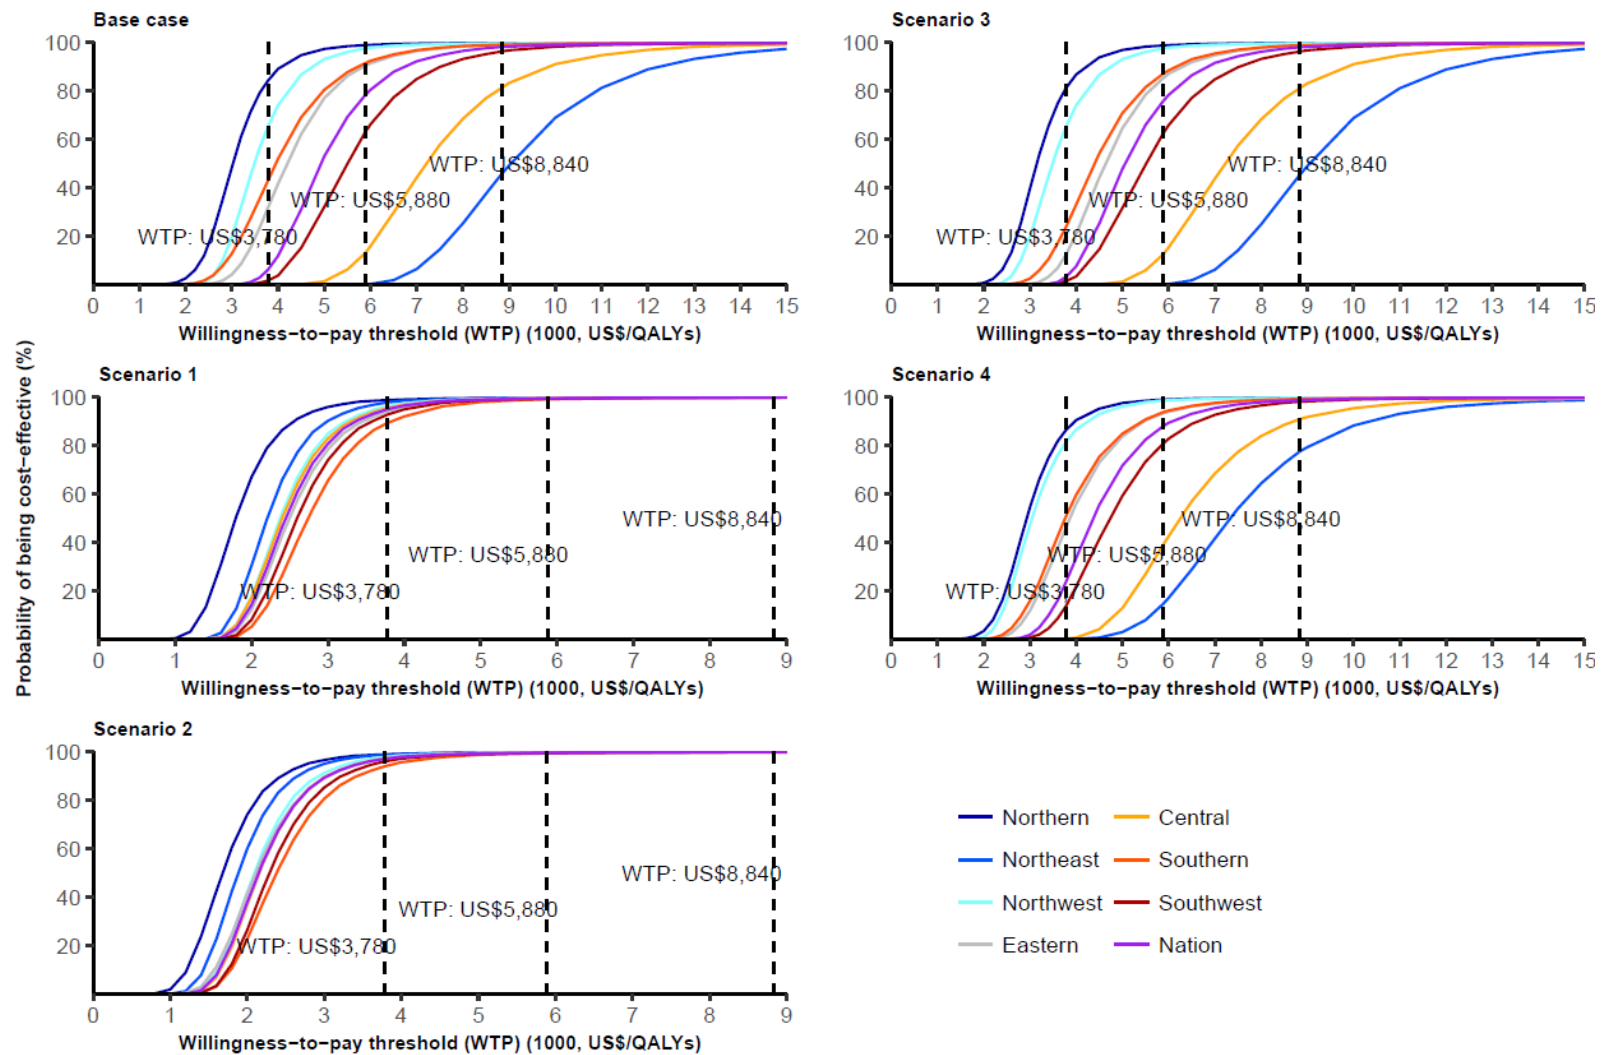 Base case
100
80
60
40
20
WTP: US$8,840
WTP: US$5,880
WTP: US$3,780
0 1 2 3 4 5 6 7 8 9 10 11 12 13 14 15
Willingness−to−pay threshold (WTP) (1000, US$/QALYs)
Scenario 3
100
80
60
40
20
WTP: US$8,840
WTP: US$5,880
WTP: US$3,780
0 1 2 3 4 5 6 7 8 9 10 11 12 13 14 15
Willingness−to−pay threshold (WTP) (1000, US$/QALYs)
Probability of being cost−effective (%)
Scenario 1
100
80
60
40
20
WTP: US$8,840
WTP: US$5,880
WTP: US$3,780
0 1 2 3 4 5 6 7 8 9
Willingness−to−pay threshold (WTP) (1000, US$/QALYs)
Scenario 4
100
80
60
40
20
WTP: US$8,840
WTP: US$5,880
WTP: US$3,780
0 1 2 3 4 5 6 7 8 9 10 11 12 13 14 15
Willingness−to−pay threshold (WTP) (1000, US$/QALYs)
Scenario 2
100
80
60
40
20
WTP: US$8,840
WTP: US$5,880
WTP: US$3,780
0 1 2 3 4 5 6 7 8 9
Willingness−to−pay threshold (WTP) (1000, US$/QALYs)
Northern Central
Northeast Southern
Northwest Southwest
Eastern Nation